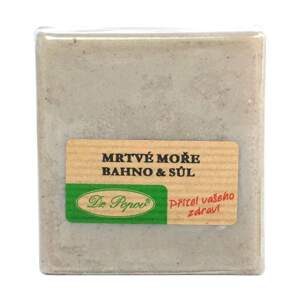 MRTVÉ MOŘE
BAHNO & SŮL
Dr. Popov®
Přítel vašeho
zdraví